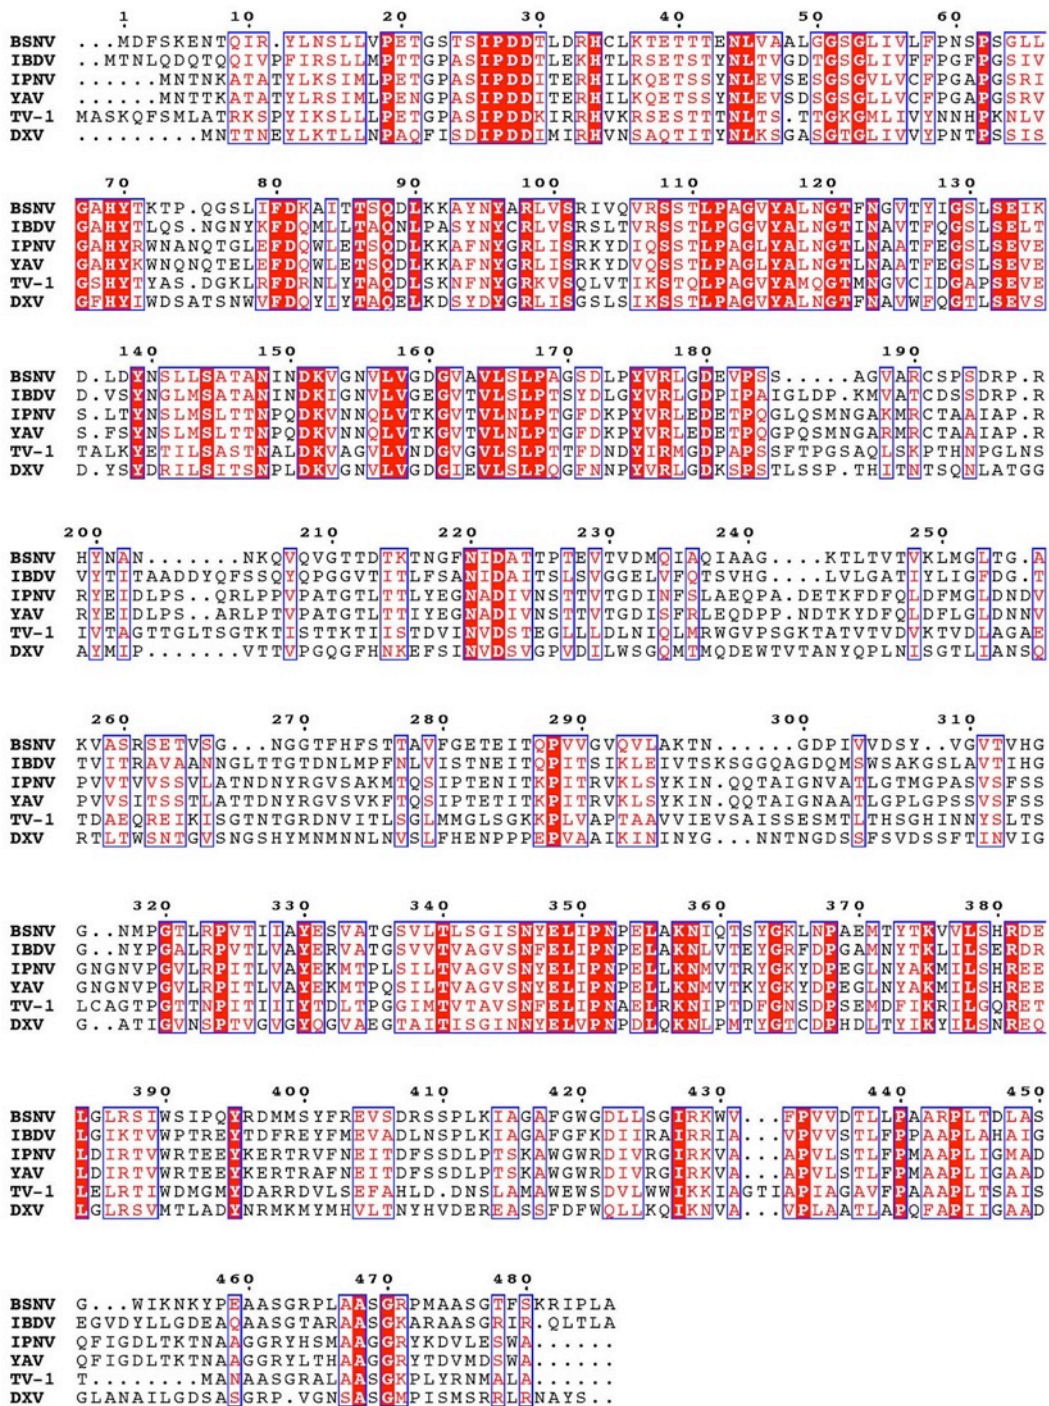 1 10 20 30 40 50 60
BSNV ...MDFSKENTQIR.YLNSLLVPETGSTSIPDDTLDRHCLKTETTTENLVAALGGSGLIVLFPNSPSGLL
IBDV ..MTNLQDQTQQIVPFIRSLLMPTTGPASIPDDTLEKHTLRSETSTYNLTVGDTGSGLIVFFPGFPGSIV
IPNV ......MNTNKATATYLKSIMLPETGPASIPDDITERHILKQETSSYNLEVSESGSGVLVCFPGAPGSRI
YAV ......MNTTKATATYLRSIMLPENGPASIPDDITERHILKQETSSYNLEVSDSGSGLLVCFPGAPGSRV
TV-1 MASKQFSMLATRKSPYIKSLLLPETGPASIPDDKIRRHVKRSESTTTNLTS.TTGKGMLIVYNNHPKNLV
DXV .........MNTTNEYLKTLLNPAQFISDIPDDIMIRHVNSAQTITYNLKSGASGTGLIVVYPNTPSSIS
70 80 90 100 110 120 130
BSNV GAHYTKTP.QGSLIFDKAITTSQDLKKAYNYARLVSRIVQVRSSTLPAGVYALNGTFNGVTYIGSLSEIK
IBDV GAHYTLQS.NGNYKFDQMLLTAQNLPASYNYCRLVSRSLTVRSSTLPGGVYALNGTINAVTFQGSLSELT
IPNV GAHYRWNANQTGLEFDQWLETSQDLKKAFNYGRLISRKYDIQSSTLPAGLYALNGTLNAATFEGSLSEVE
YAV GAHYKWNQNQTELEFDQWLETSQDLKKAFNYGRLISRKYDVQSSTLPAGLYALNGTLNAATFEGSLSEVE
TV-1 GSHYTYAS.DGKLRFDRNLYTAQDLSKNFNYGRKVSQLVTIKSTQLPAGVYAMQGTMNGVCIDGAPSEVE
DXV GFHYIWDSATSNWVFDQYIYTAQELKDSYDYGRLISGSLSIKSSTLPAGVYALNGTFNAVWFQGTLSEVS
140 150 160 170 180 190
BSNV D.LDYNSLLSATANINDKVGNVLVGDGVAVLSLPAGSDLPYVRLGDEVPSS.....AGVARCSPSDRP.R
IBDV D.VSYNGLMSATANINDKIGNVLVGEGVTVLSLPTSYDLGYVRLGDPIPAIGLDP.KMVATCDSSDRP.R
IPNV S.LTYNSLMSLTTNPQDKVNNQLVTKGVTVLNLPTGFDKPYVRLEDETPQGLQSMNGAKMRCTAAIAP.R
YAV S.FSYNSLMSLTTNPQDKVNNQLVTKGVTVLNLPTGFDKPYVRLEDETPQGPQSMNGARMRCTAAIAP.R
TV-1 TALKYETILSASTNALDKVAGVLVNDGVTVLSLPTTFDNDYIRMGDPAPSSFTPGSAQLSKPTHNPGLNS
DXV D.YSYDRILSITSNPLDKVGNVLVGDGIEVLSLPQGFNNPYIRLGDKSPSTLSSP.THITNTSQNLATGG
200 210 220 230 240 250
BSNV HYNAN.......NKQVQVGTTDTKTNGFNIDATTPTEVTVDMQIAQIAAG....KTLTVTVKLMGLTG.A
IBDV VYTITAADDYQFSSQYQPGGVTITLFSANIDAITSLSVGGELVFQTSVHG....LVLGATIYLIGFDG.T
IPNV RYEIDLPS..QRLPPVPATGTLTTLYEGNADIVNSTTVTGDINFSLAEQPA.DETKFDFQLDFMGLDNDV
YAV RYEIDLPS..ARLPTVPATGTLTTIYEGNADIVNSTTVTGDISFRLEQDPP.NDTKYDFQLDFLGLDNNV
TV-1 IVTAGTTGLTSGTKTISTTKTIISTDVINVDSTEGLLLDLNIQLMRWGVPSGKTATVTVDVKTVDLAGAE
DXV AYMIP.......VTTVPGQGFHNKEFSINVDSVGPVDILWSGQMTMQDEWTVTANYQPLNISGTLIANSQ
260 270 280 290 300 310
BSNV KVASRSETVSG...NGGTFHFSTTAVFGETEITQPVVGVQVLAKTN......GDPIVVDSY..VGVTVHG
IBDV TVITRAVAANNGLTTGTDNLMPFNLVISTNEITQPITSIKLEIVTSKSGGQAGDQMSWSAKGSLAVTIHG
IPNV PVTVVSSVLATNDNYRGVSAKMTQSIPTENITKPITRVKLSYKIN.QQTAIGNVATLGTMGPASVSFSS
YAV PVVSITSSTLATTDNYRGVSVKFTQSIPTETITKPITRVKLSYKIN.QQTAIGNAATLGPLGPSSVSFSS
TV-1 TDAEQREIKISGTNTGRDNVITLSGLMMGLSGKKPLVAPTAAVVIEVSAISSESMTLTHSGHINNYSLTS
DXV RTLTWSNTGVSNGSHYMNMNNLNVSLFHENPPPEPVAAIKININYG...NNTNGDSSFSVDSSFTINVIG
320 330 340 350 360 370 380
BSNV G..NMPGTLRPVTIIAYESVATGSVLTLSGISNYELIPNPELAKNIQTSYGKLNPAEMTYTKVVLSHRDE
IBDV G..NYPGALRPVTLVAYERVATGSVVTVAGVSNFELIPNPELAKNLVTEYGRFDPGAMNYTKLILSERDR
IPNV GNGNVPGVLRPITLVAYEKMTPLSILTVAGVSNYELIPNPELLKNMVTRYGKYDPEGLNYAKMILSHREE
YAV GNGNVPGVLRPITLVAYEKMTPQSILTVAGVSNYELIPNPELLKNMVTKYGKYDPEGLNYAKMILSHREE
TV-1 LCAGTPGTTNPITIIIYTDLTPGGIMTVTAVSNFELIPNAELRKNIPTDFGNSDPSEMDFIKRILGQRET
DXV G..ATIGVNSPTVGVGYQGVAEGTAITISGINNYELVPNPDLQKNLPMTYGTCDPHDLTYIKYILSNREQ
390 400 410 420 430 440 450
BSNV LGLRSIWSIPQYRDMMSYFREVSDRSSPLKIAGAFGWGDLLSGIRKWV...FPVVDTLLPAARPLTDLAS
IBDV LGIKTVWPTREYTDFREYFMEVADLNSPLKIAGAFGFKDIIRAIRRIA...VPVVSTLFPPAAPLAHAIG
IPNV LDIRTVWRTEEYKERTRVFNEITDFSSDLPTSKAWGWRDIVRGIRKVA...APVLSTLFPMAAPLIGMAD
YAV LDIRTVWRTEEYKERTRAFNEITDFSSDLPTSKAWGWRDIVRGIRKVA...APVLSTLFPMAAPLIGAAD
TV-1 LELRTIWDMGMYDARRDVLSEFAHLD.DNSLAMAWEWSDVLWWIKKIAGTIAPIAGAVFPAAAPLTSAIS
DXV LGLRSVMTLADYNRMKMYMHVLTNYHVDEREASSFDFWQLLKQIKNVA...VPLAATLAPQFAPIIGAAD
460 470 480
BSNV G...WIKNKYPEAASGRPLAASGRPMAASGTFSKRIPLA
IBDV EGVDYLLGDEAQAASGTARAASGKARAASGRIR.QLTLA
IPNV QFIGDLTKTNAAGGRYHSMAAGGRYKDVLESWA......
YAV QFIGDLTKTNAAGGRYLTHAAGGRYTDVMDSWA......
TV-1 T.......MANAASGRALAASGKPLYRNMALA......
DXV GLANAILGDSASGRP.VGNSASGMPISMSRRLRNAYS..